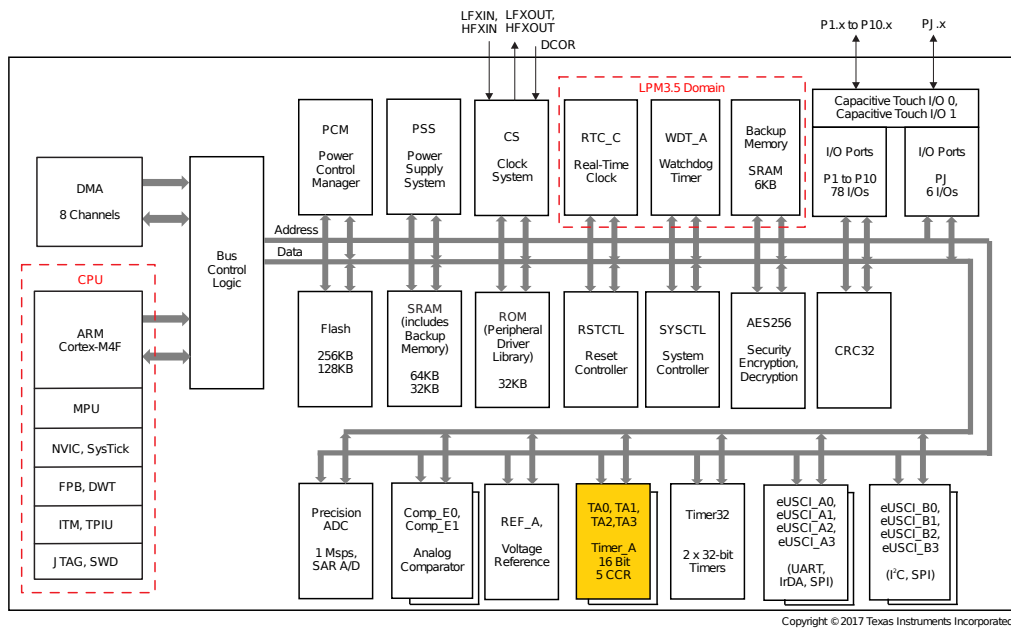 LFXIN,
HFXIN
LFXOUT,
HFXOUT
DCOR
P1.x to P10.x
PJ.x
LPM3.5 Domain
Capacitive Touch I/O 0,
Capacitive Touch I/O 1
PCM
Power
Control
Manager
PSS
Power
Supply
System
CS
Clock
System
RTC_C
Real-Time
Clock
WDT_A
Watchdog
Timer
Backup
Memory
SRAM
6KB
I/O Ports
P1 to P10
78 I/Os
I/O Ports
PJ
6 I/Os
DMA
8 Channels
Bus
Control
Logic
Address
Data
CPU
ARM
Cortex-M4F
MPU
NVIC, SysTick
FPB, DWT
ITM, TPIU
JTAG, SWD
Flash
256KB
128KB
SRAM
(includes
Backup
Memory)
64KB
32KB
ROM
(Peripheral
Driver
Library)
32KB
RSTCTL
Reset
Controller
SYSCTL
System
Controller
AES256
Security
Encryption,
Decryption
CRC32
Precision
ADC
1 Msps,
SAR A/D
Comp_E0,
Comp_E1
Analog
Comparator
REF_A,
Voltage
Reference
TA0, TA1,
TA2,TA3
Timer_A
16 Bit
5 CCR
Timer32
2 x 32-bit
Timers
eUSCI_A0,
eUSCI_A1,
eUSCI_A2,
eUSCI_A3
(UART,
IrDA, SPI)
eUSCI_B0,
eUSCI_B1,
eUSCI_B2,
eUSCI_B3
(I²C, SPI)
Copyright © 2017 Texas Instruments Incorporated